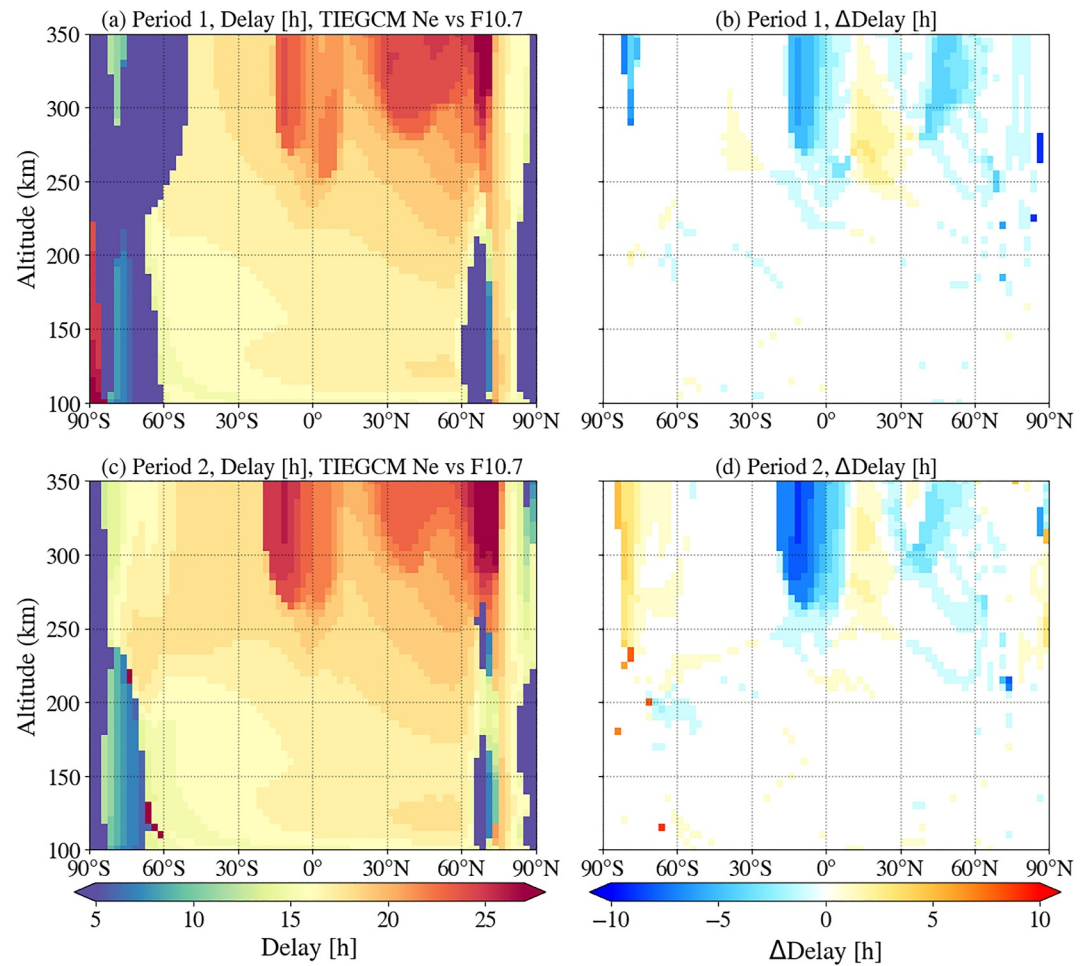 (a) Period 1, Delay [h], TIEGCM Ne vs F10.7
(b) Period 1, ΔDelay [h]
350
300
250
200
150
100
Altitude (km)
90°S 60°S 30°S 0° 30°N 60°N 90°N
90°S 60°S 30°S 0° 30°N 60°N 90°N
(c) Period 2, Delay [h], TIEGCM Ne vs F10.7
(d) Period 2, ΔDelay [h]
350
300
250
200
150
100
Altitude (km)
90°S 60°S 30°S 0° 30°N 60°N 90°N
90°S 60°S 30°S 0° 30°N 60°N 90°N
5 10 15 20 25
Delay [h]
−10 −5 0 5 10
ΔDelay [h]